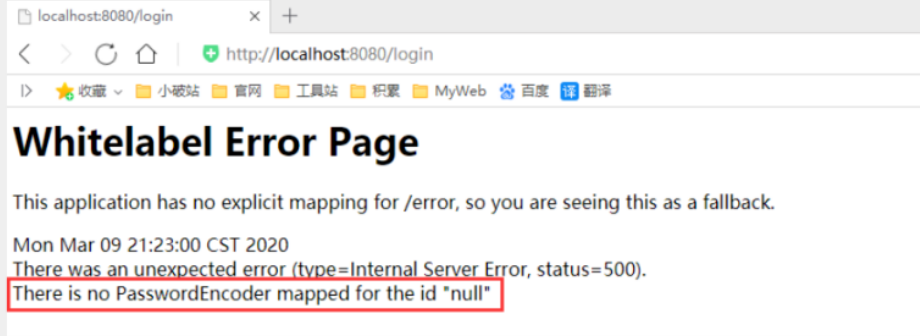 localhost:8080/login
http://localhost:8080/login
收藏 小破站 官网 工具站 积累 MyWeb 百度 译 翻译
Whitelabel Error Page
This application has no explicit mapping for /error, so you are seeing this as a fallback.
Mon Mar 09 21:23:00 CST 2020
There was an unexpected error (type=Internal Server Error, status=500).
There is no PasswordEncoder mapped for the id "null"